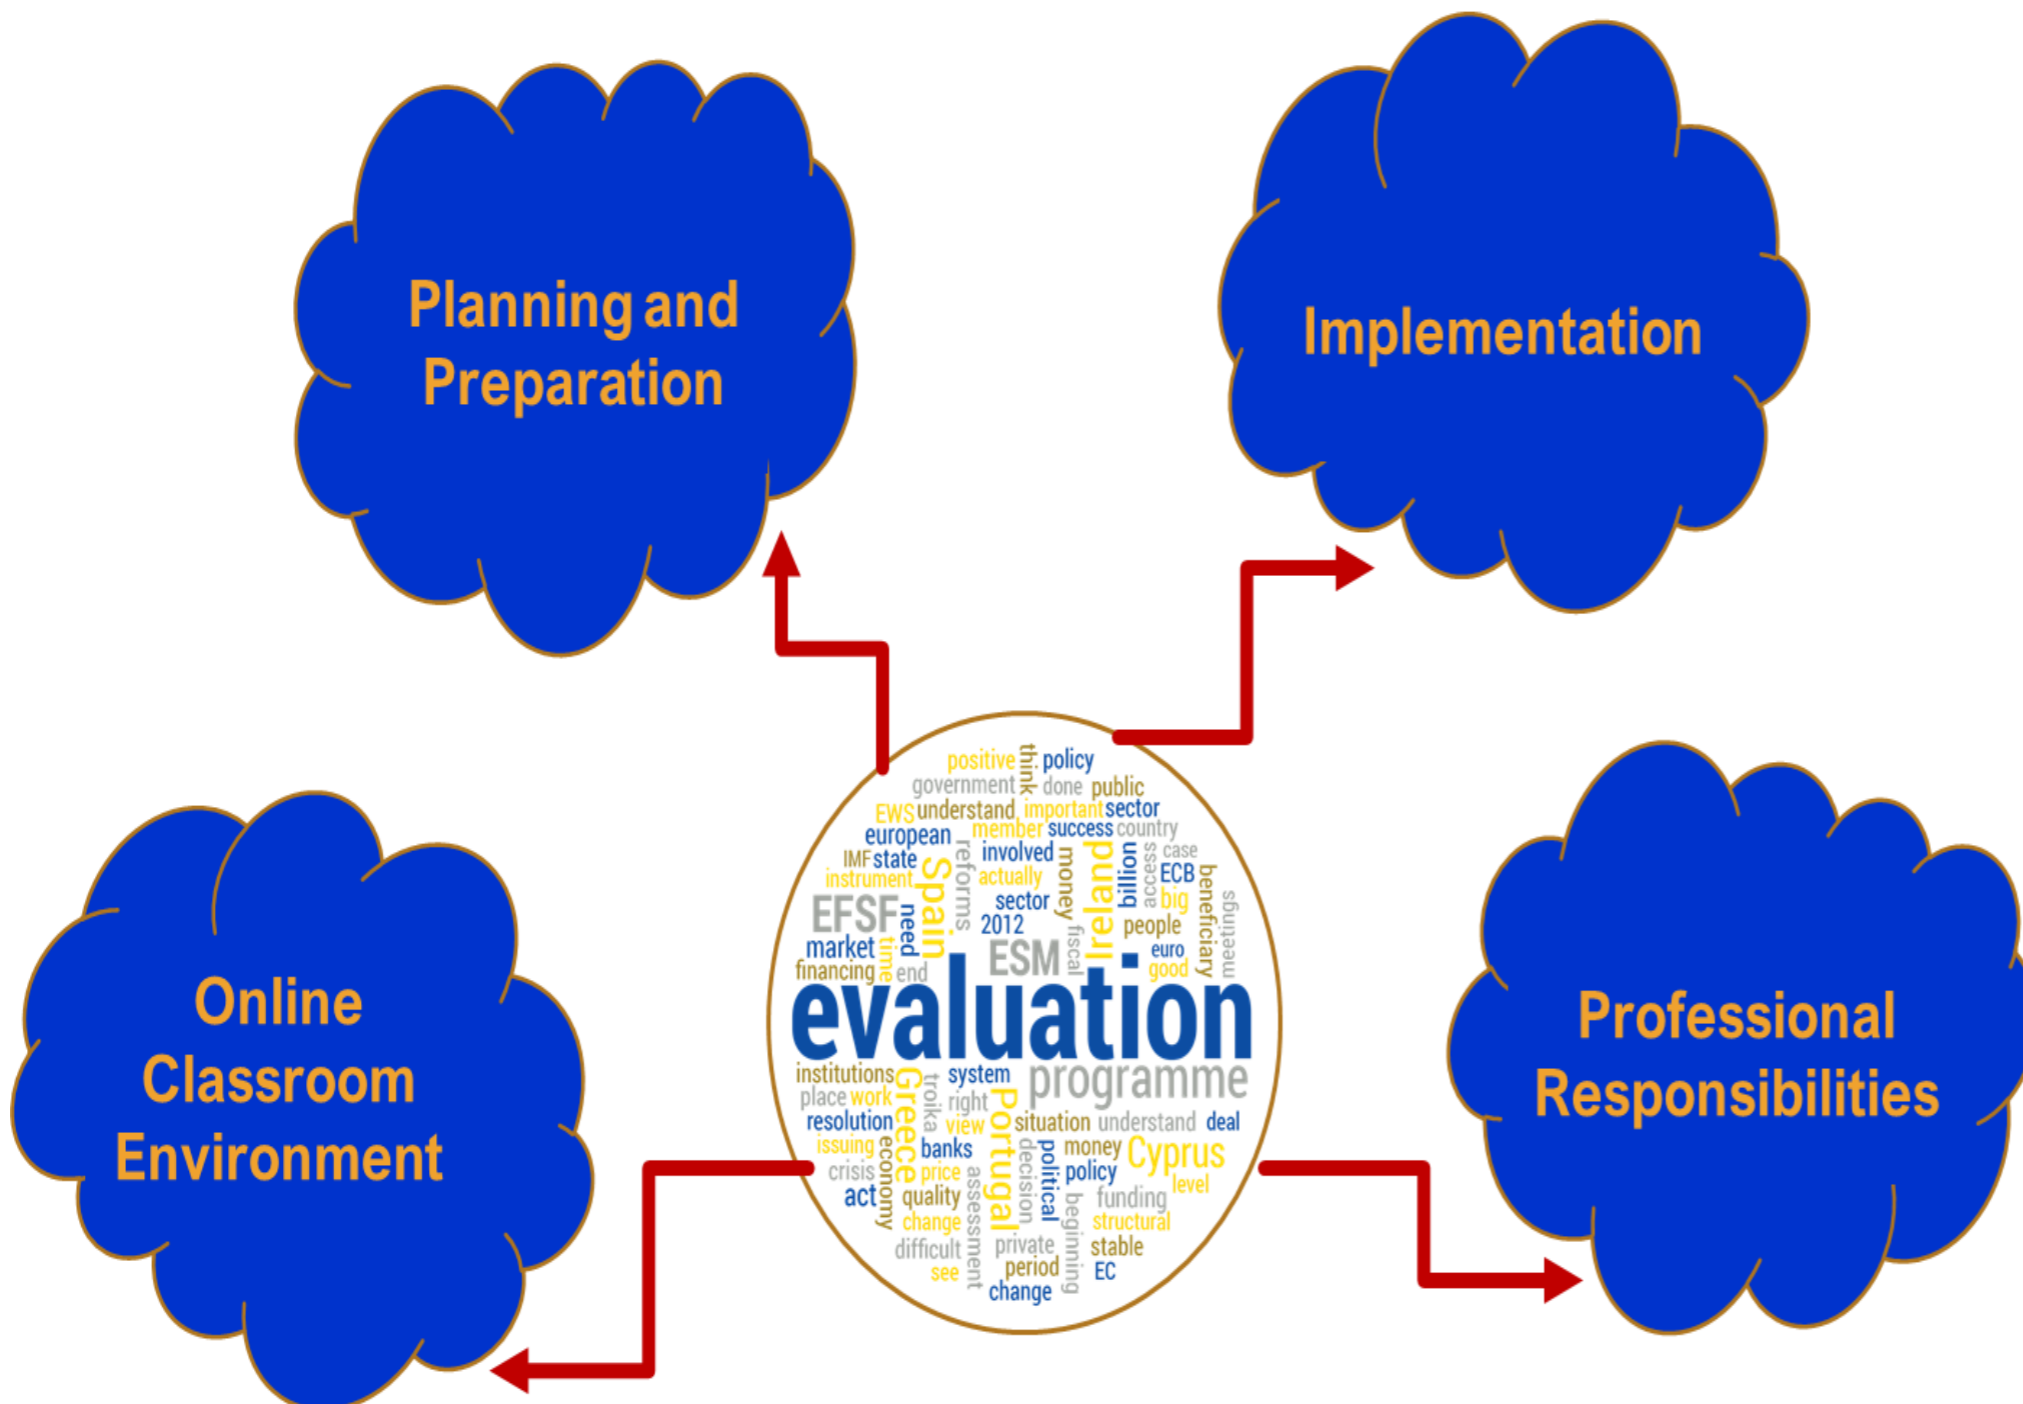 Planning and
Preparation
Implementation
Online
Classroom
Environment
Professional
Responsibilities
positive think policy
government done public
EWS understand important sector
european member success country
IMF state reforms involved money Ireland billion access case
instrument Spain actually ECB beneficiary
EFSF need sector big meetings
2012 fiscal people
market time ESM euro
financing end good
evaluation
institutions Greece troika system programme
place work right Portugal
resolution view situation understand deal
issuing economy banks decision political money Cyprus
crisis price assessment policy level
act quality beginning funding
change structural
difficult private stable
see period EC
change